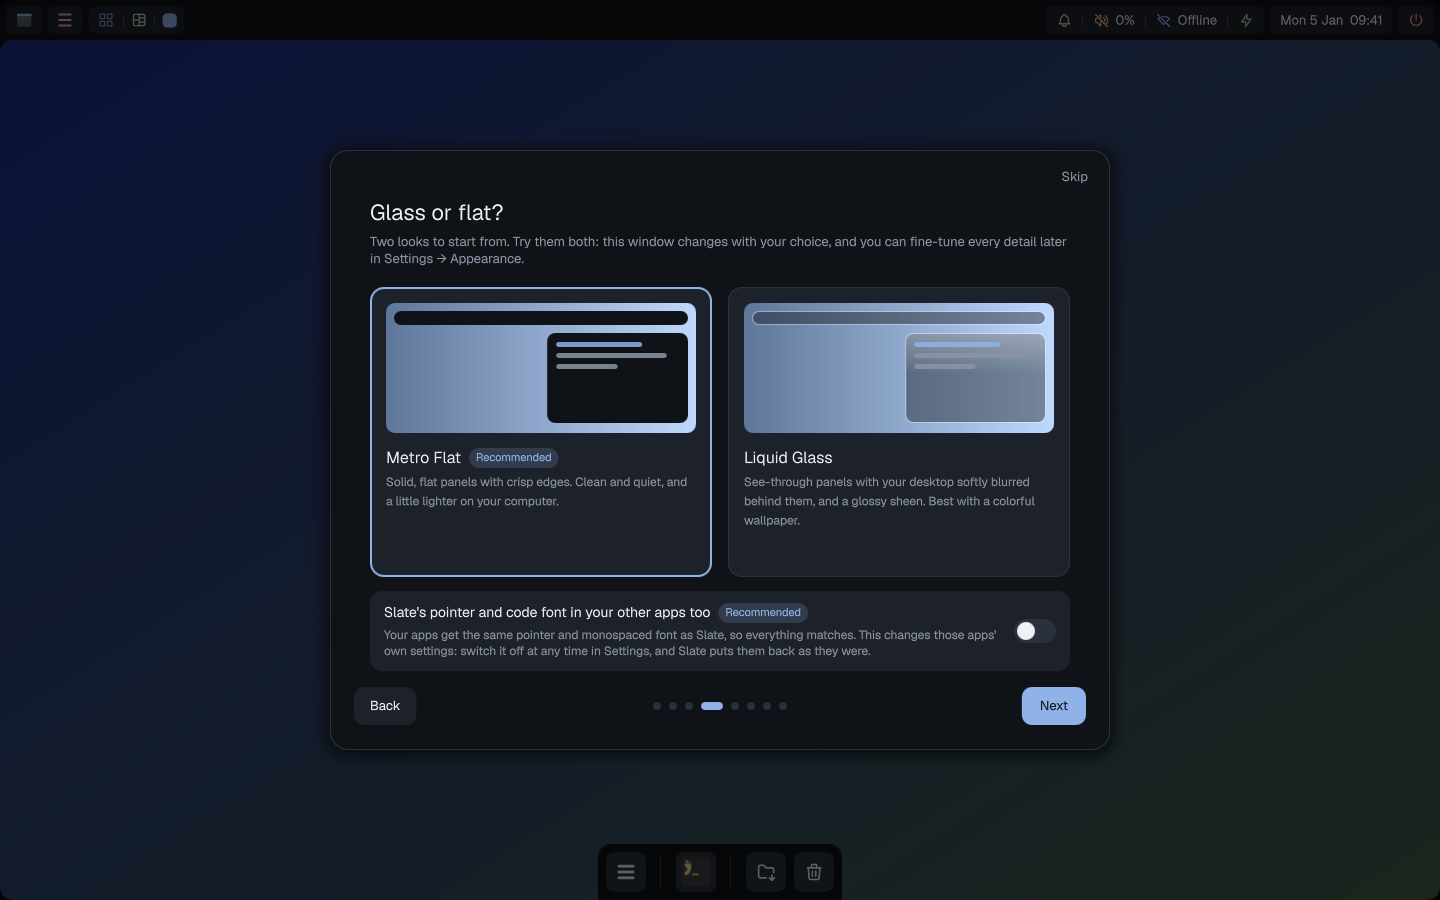 0%
Offline
Mon 5 Jan 09:41
Skip
Glass or flat?
Two looks to start from. Try them both: this window changes with your choice, and you can fine-tune every detail later
in Settings → Appearance.
Metro Flat Recommended
Solid, flat panels with crisp edges. Clean and quiet, and
a little lighter on your computer.
Liquid Glass
See-through panels with your desktop softly blurred
behind them, and a glossy sheen. Best with a colorful
wallpaper.
Slate's pointer and code font in your other apps too Recommended
Your apps get the same pointer and monospaced font as Slate, so everything matches. This changes those apps'
own settings: switch it off at any time in Settings, and Slate puts them back as they were.
Back
Next